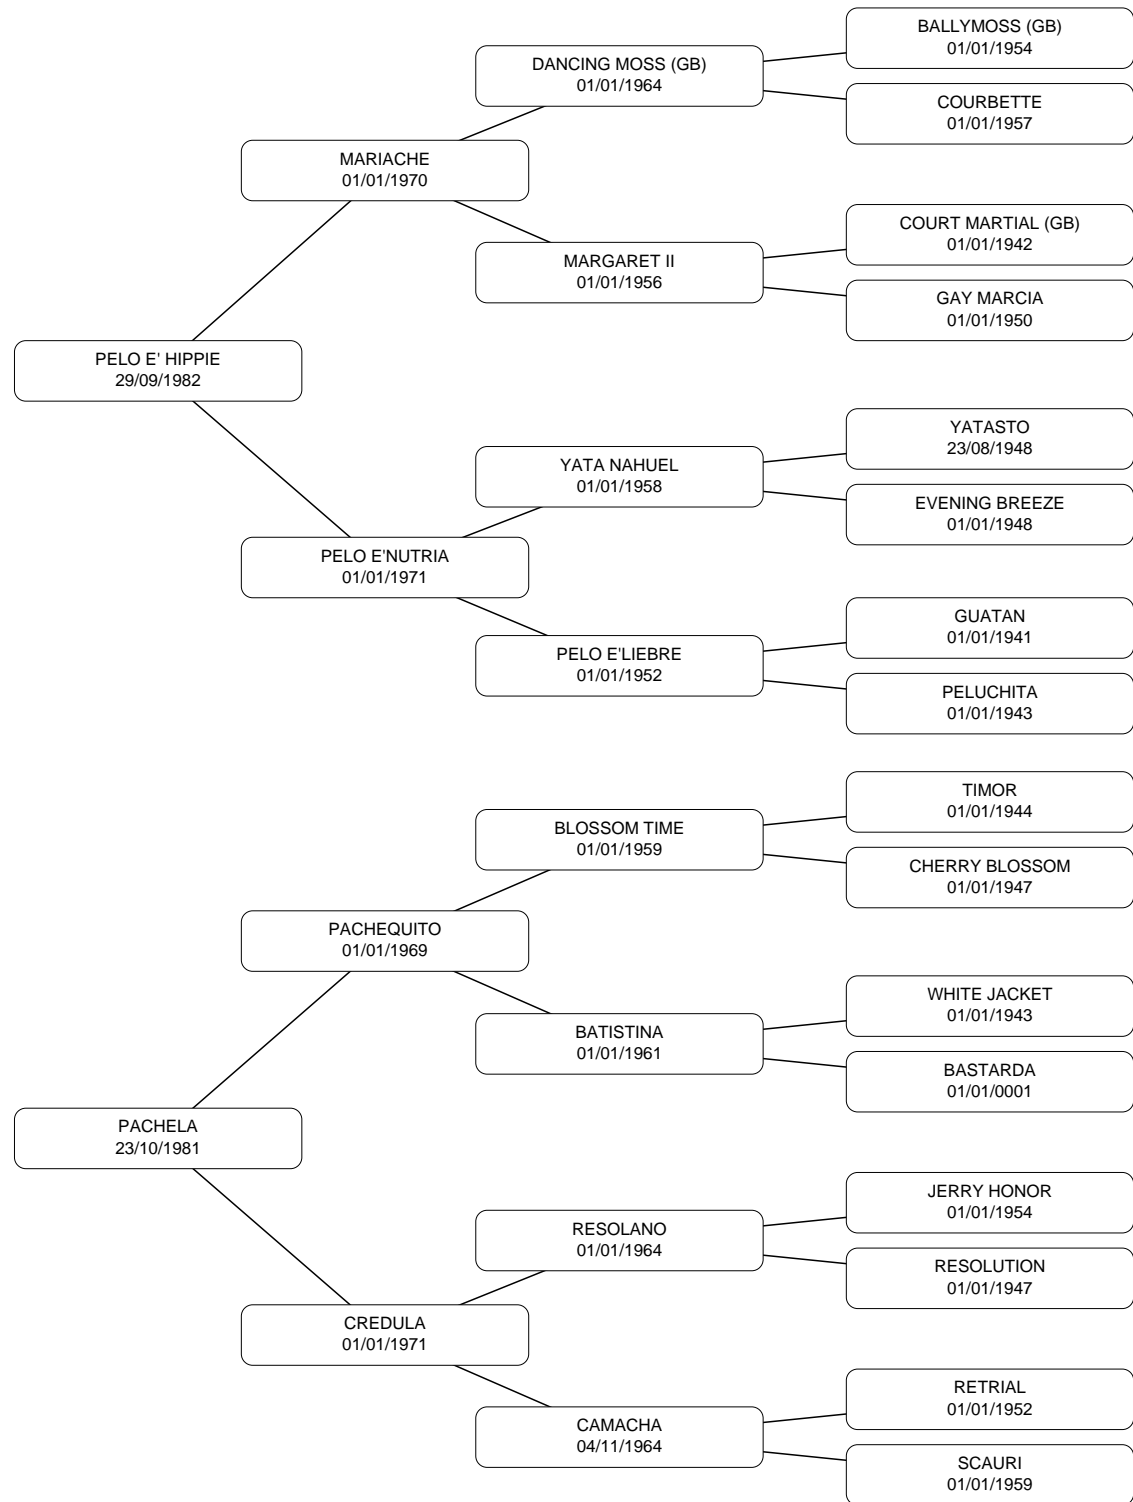 BALLYMOSS (GB)
01/01/1954
DANCING MOSS (GB)
01/01/1964
COURBETTE
01/01/1957
MARIACHE
01/01/1970
COURT MARTIAL (GB)
01/01/1942
MARGARET II
01/01/1956
GAY MARCIA
01/01/1950
PELO E' HIPPIE
29/09/1982
YATASTO
23/08/1948
YATA NAHUEL
01/01/1958
EVENING BREEZE
01/01/1948
PELO E'NUTRIA
01/01/1971
GUATAN
01/01/1941
PELO E'LIEBRE
01/01/1952
PELUCHITA
01/01/1943
TIMOR
01/01/1944
BLOSSOM TIME
01/01/1959
CHERRY BLOSSOM
01/01/1947
PACHEQUITO
01/01/1969
WHITE JACKET
01/01/1943
BATISTINA
01/01/1961
BASTARDA
01/01/0001
PACHELA
23/10/1981
JERRY HONOR
01/01/1954
RESOLANO
01/01/1964
RESOLUTION
01/01/1947
CREDULA
01/01/1971
RETRIAL
01/01/1952
CAMACHA
04/11/1964
SCAURI
01/01/1959